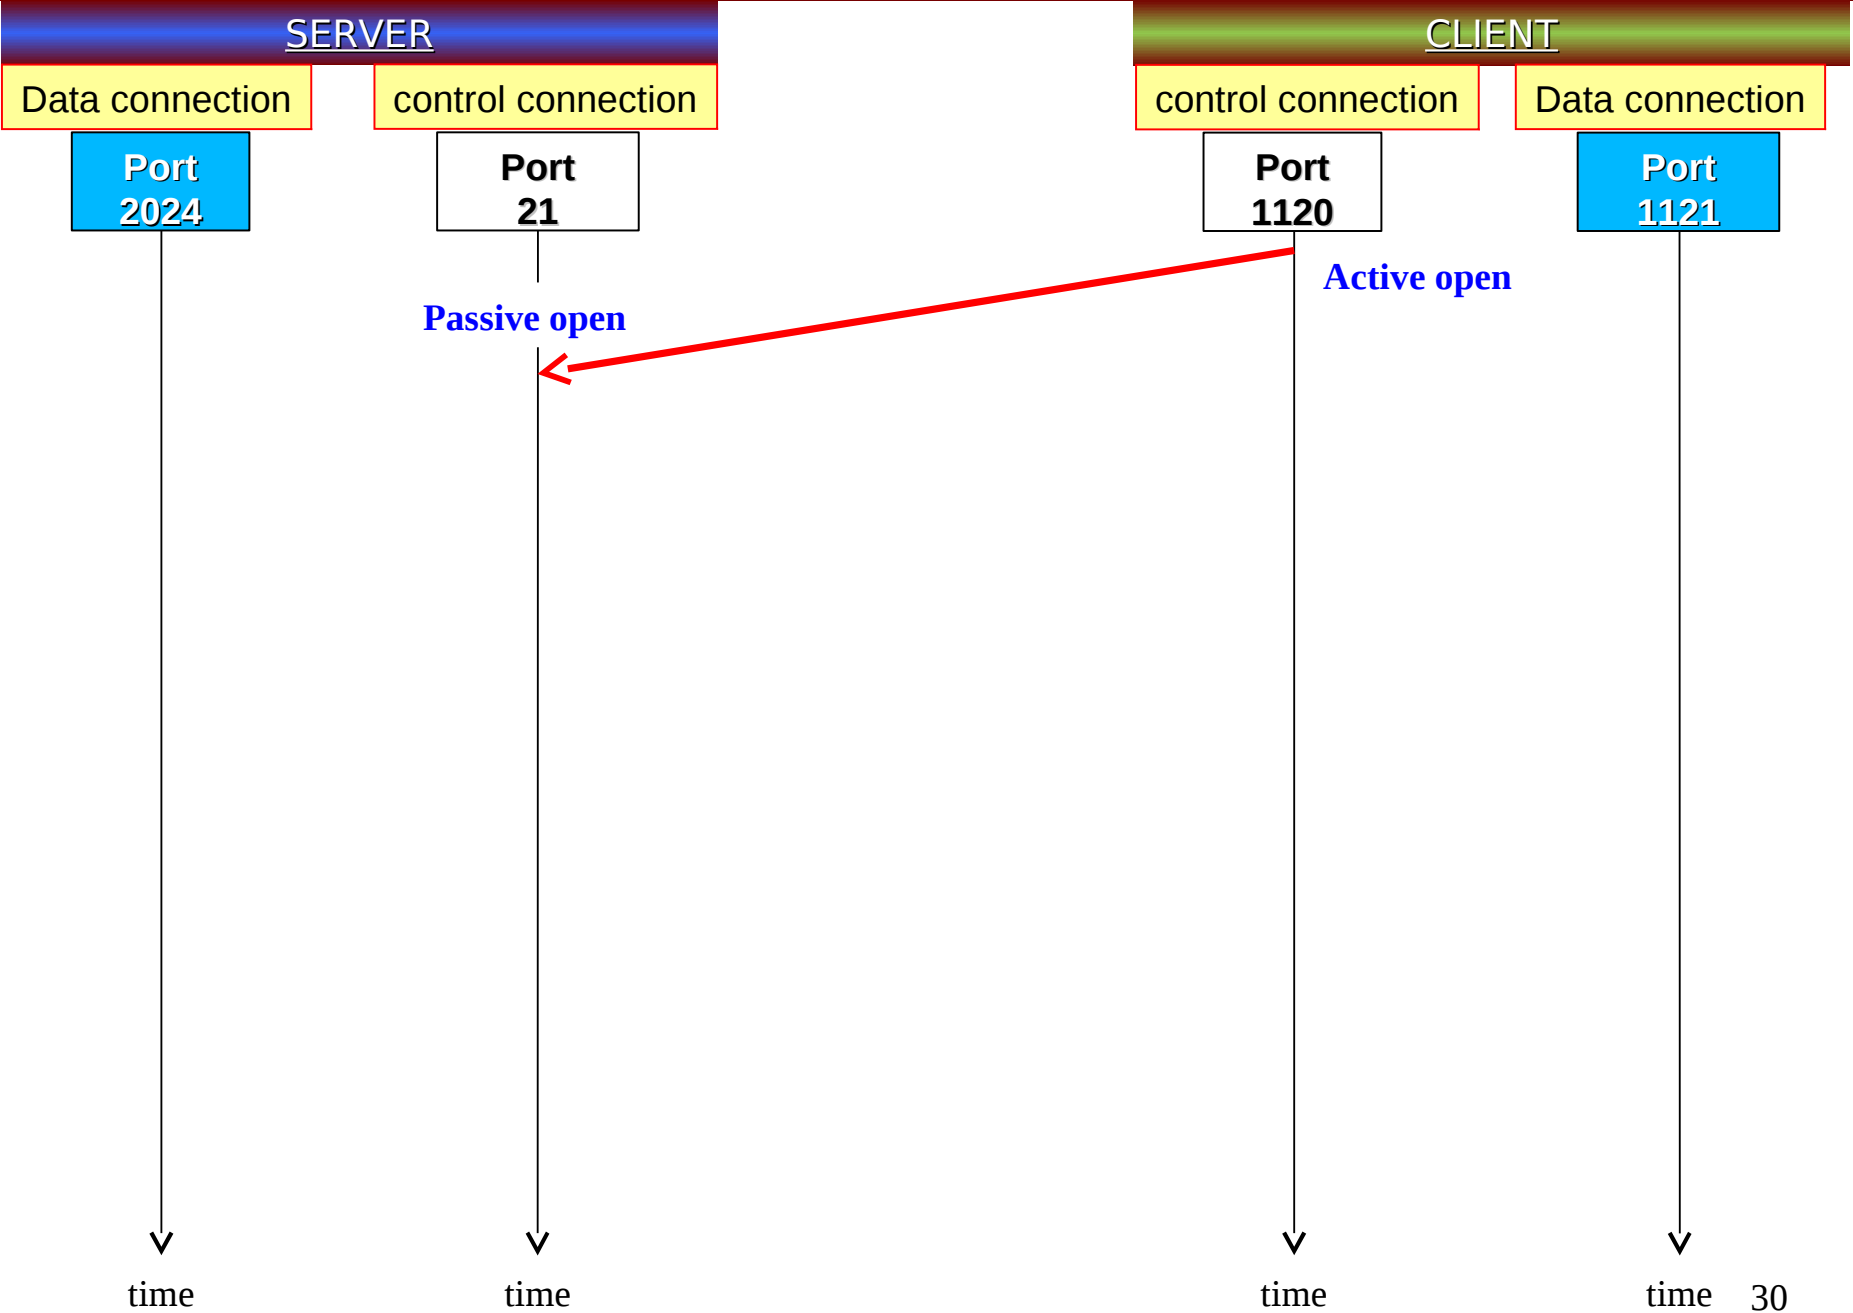 SERVER
CLIENT
Data connection
control connection
control connection
Data connection
Port
2024
Port
21
Port
1120
Port
1121
Active open
Passive open
time
time
time
time
30